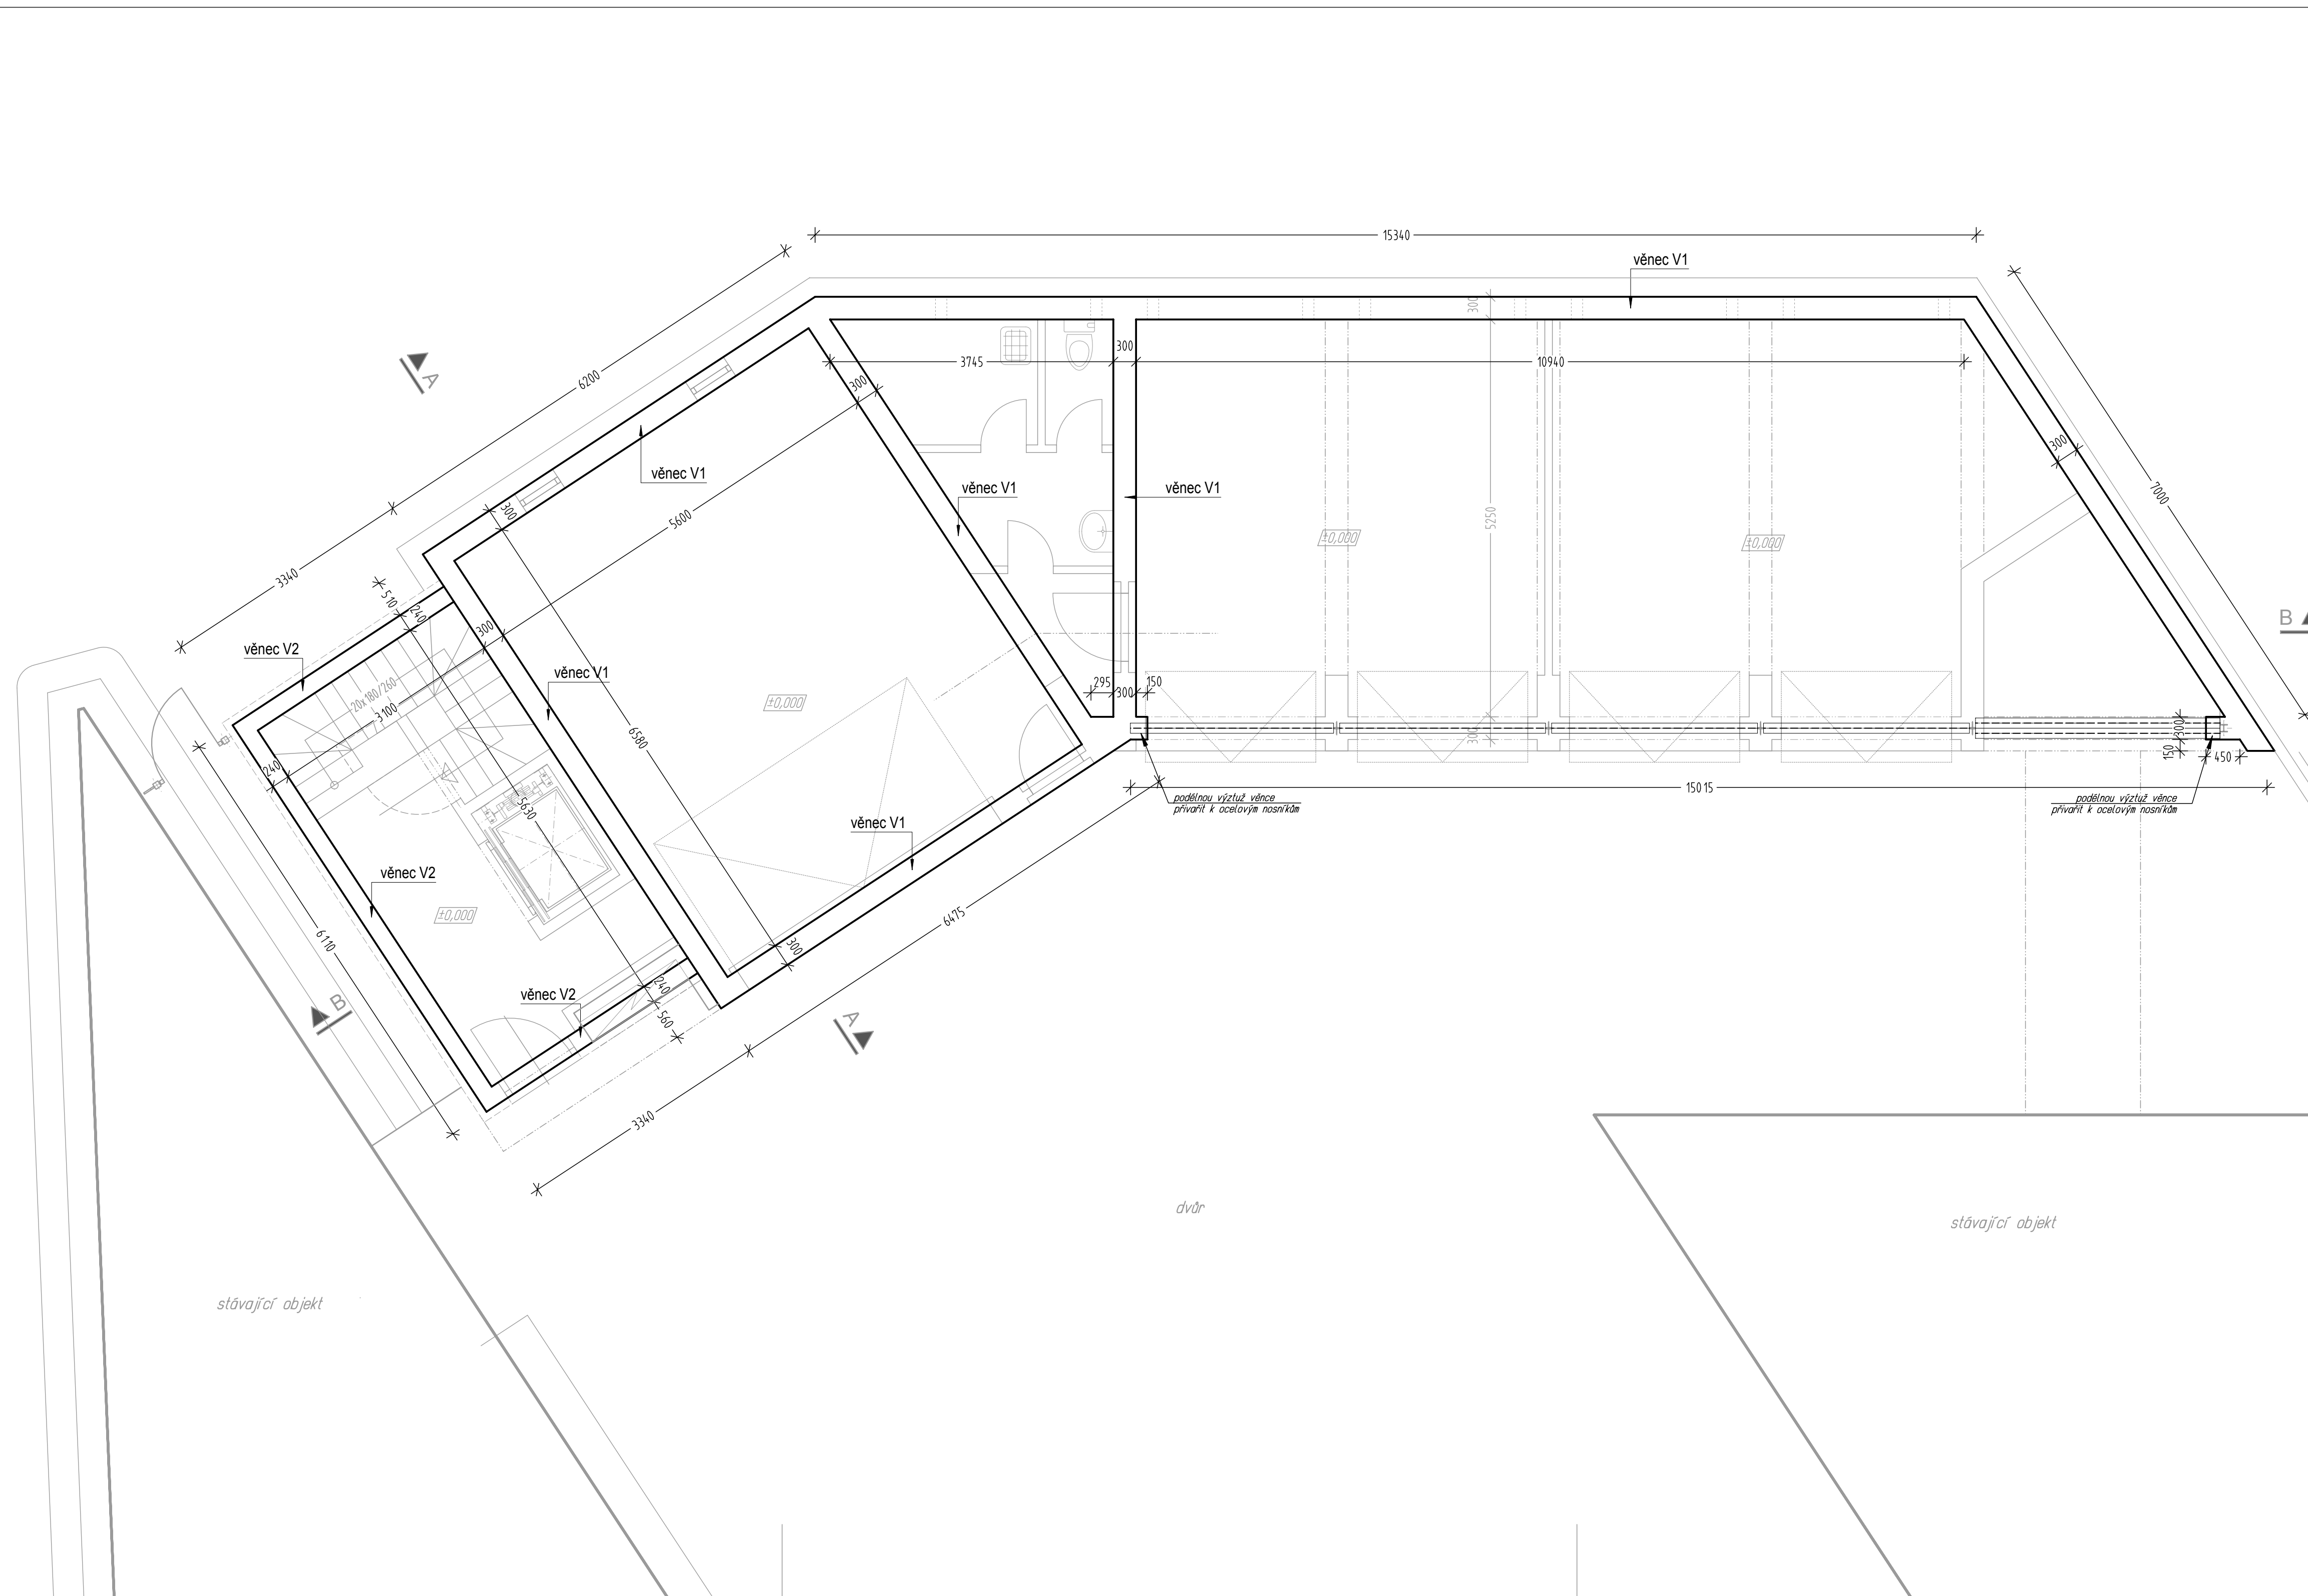 15340
věnec V1
6200
3340
A
300
3745
300
10940
300
věnec V1
300
5600
300
věnec V1
věnec V1
300
7000
5250
±0,000
±0,000
510
240
300
věnec V2
věnec V1
20x180/260
3100
240
±0,000
6580
295
300
150
300
B
300
150
450
15015
podélnou výztuž věnce
přivařit k ocelovým nosníkům
podélnou výztuž věnce
přivařit k ocelovým nosníkům
5630
věnec V1
věnec V2
±0,000
6110
6475
300
240
věnec V2
560
B
A
3340
dvůr
stávající objekt
stávající objekt